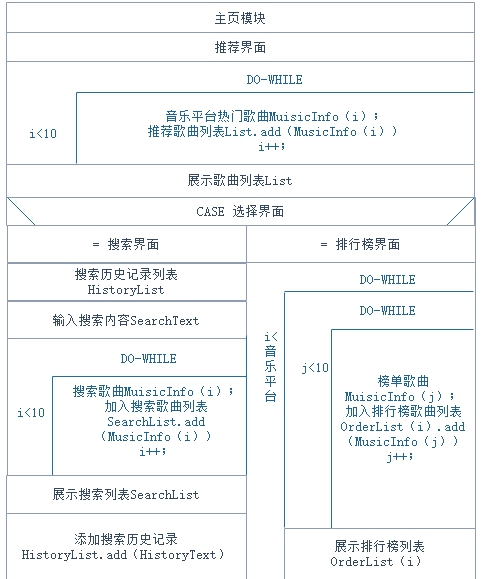 主页模块
推荐界面
DO-WHILE
i<10
音乐平台热门歌曲MuisicInfo（i）;
推荐歌曲列表List.add（MusicInfo（i））
i++;
展示歌曲列表List
CASE 选择界面
= 搜索界面
搜索历史记录列表
HistoryList
输入搜索内容SearchText
DO-WHILE
i<10
搜索歌曲MuisicInfo（i）;
加入搜索歌曲列表
SearchList.add
（MusicInfo（i））
i++;
展示搜索列表SearchList
添加搜索历史记录
HistoryList.add（HistoryText）
= 排行榜界面
DO-WHILE
i<
音
乐
平
台
DO-WHILE
j<10
榜单歌曲
MuisicInfo（j）;
加入排行榜歌曲列表
OrderList（i）.add
（MusicInfo（j））
j++;
展示排行榜列表
OrderList（i）